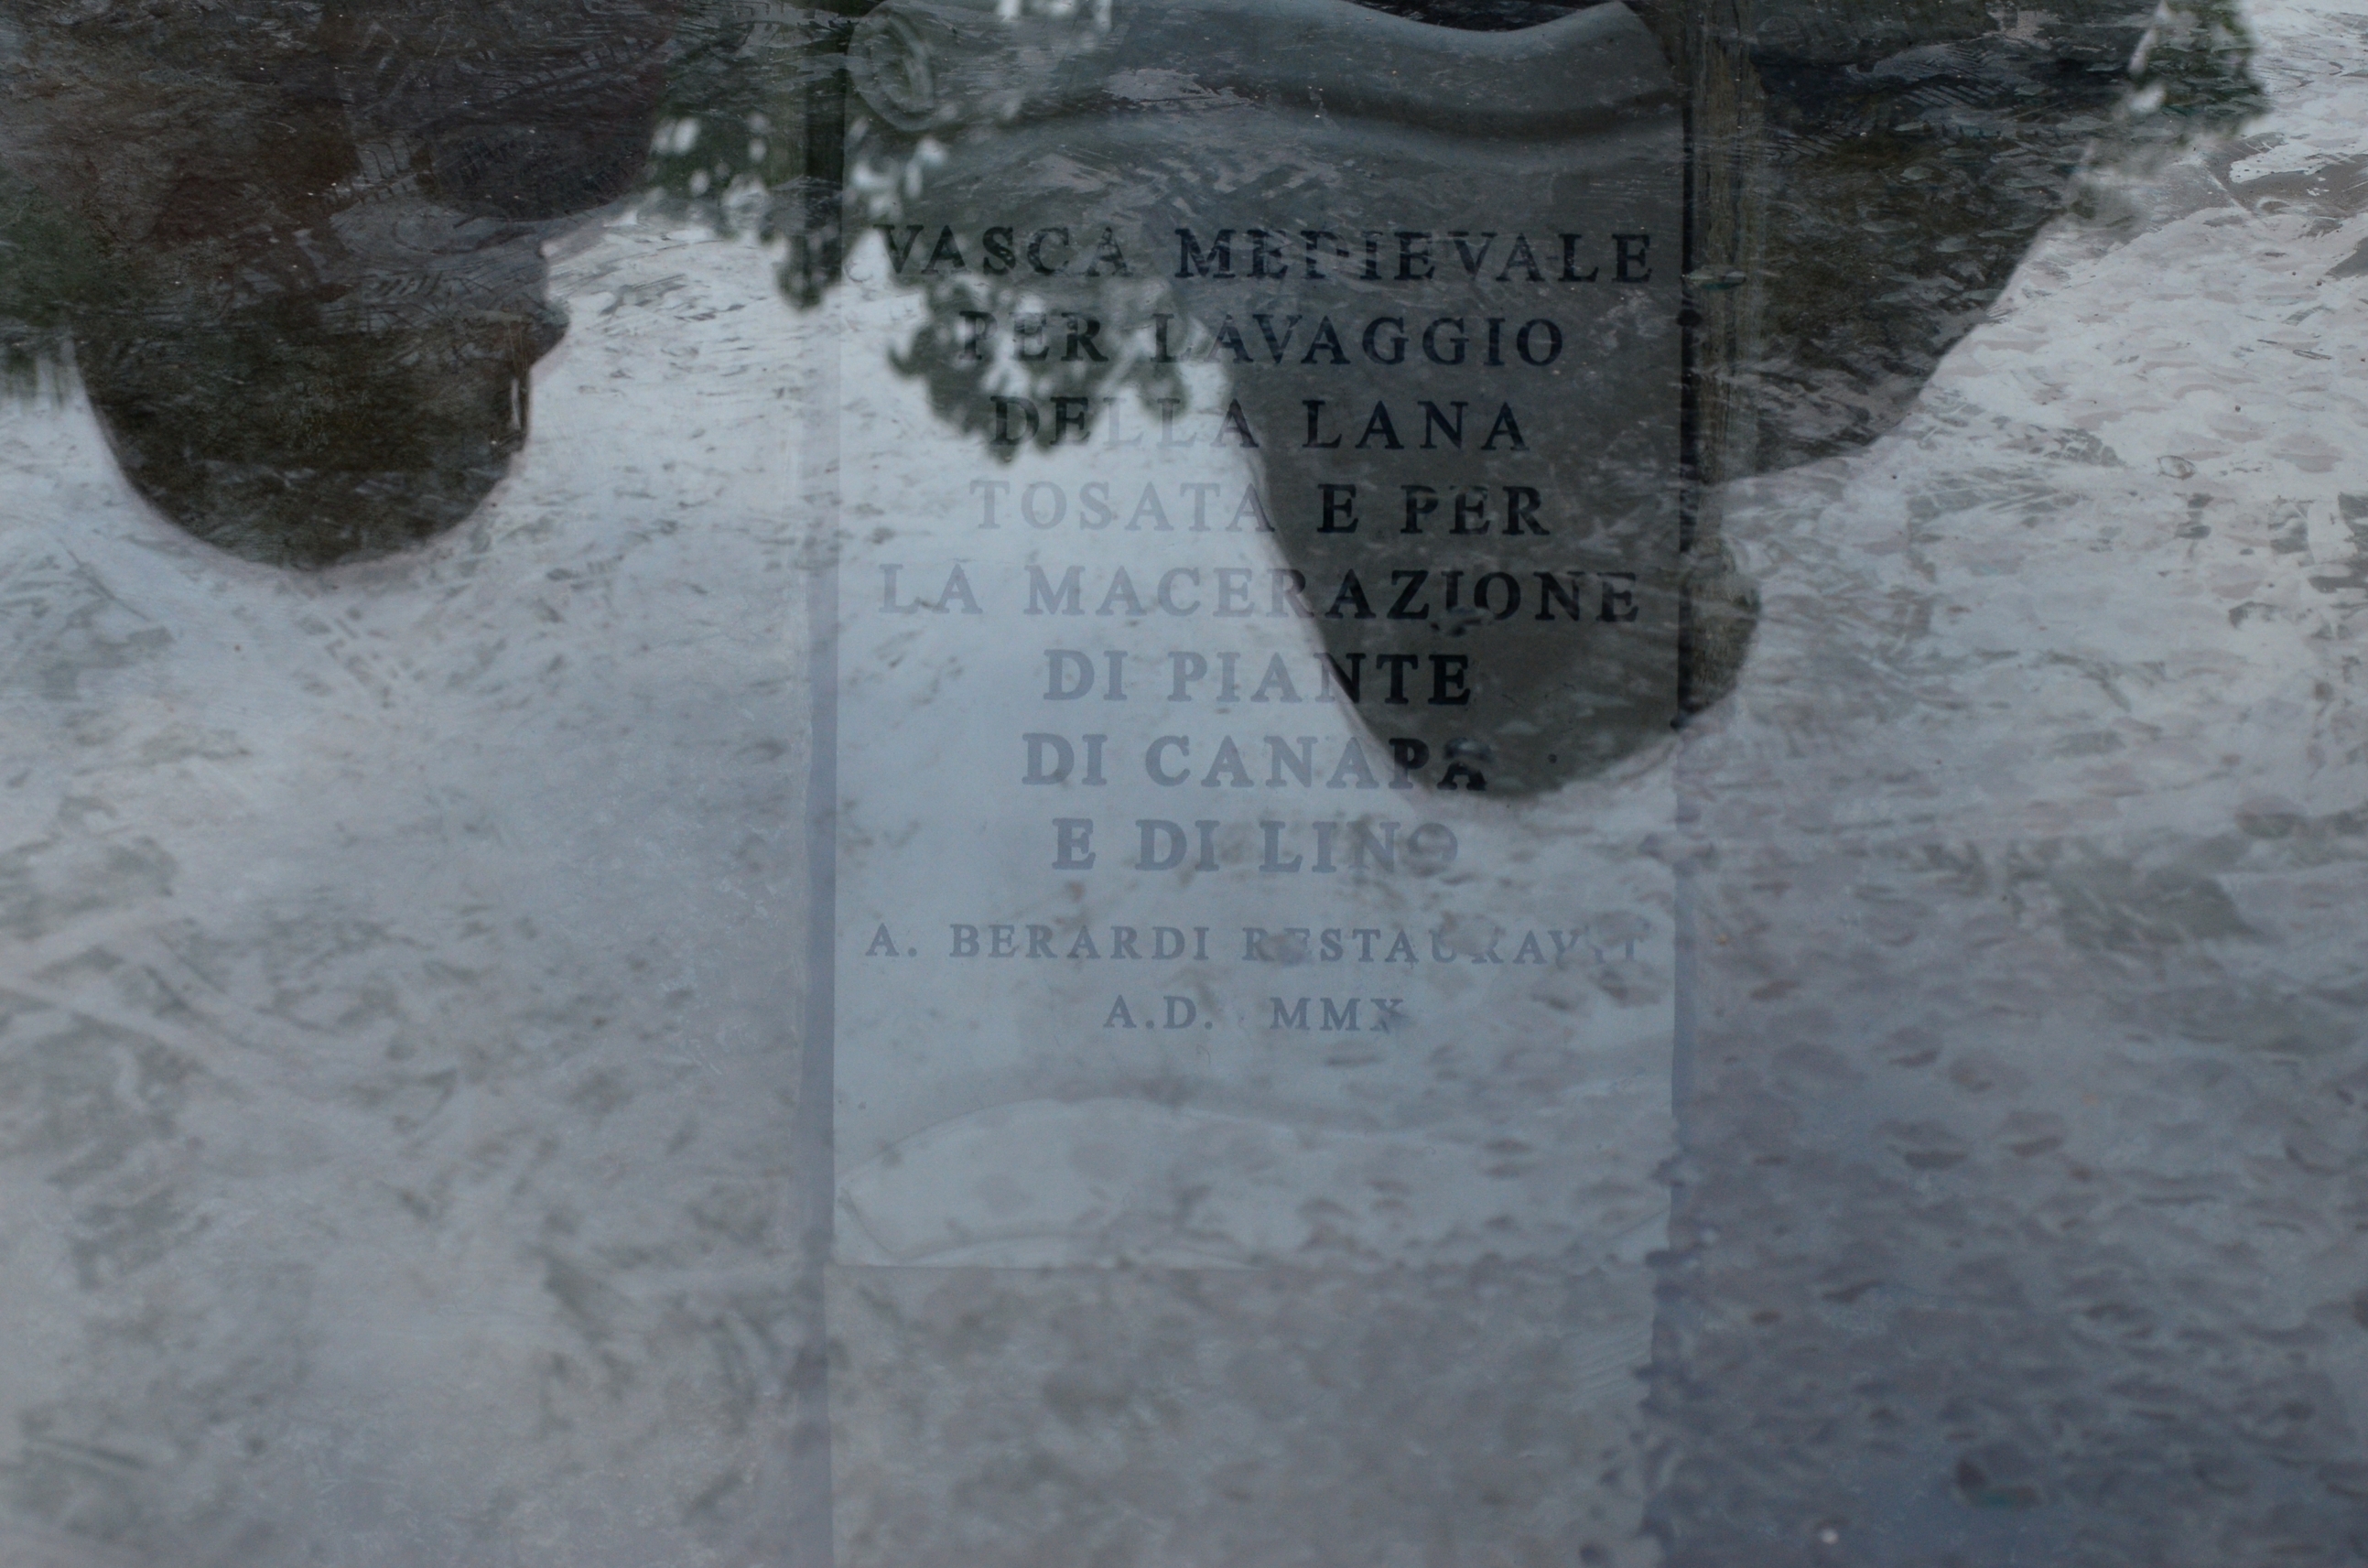 VASCA MEDIEVALE
PER LAVAGGIO
DELLA LANA
TOSATA E PER
LA MACERAZIONE
DI PIANTE
DI CANAPA
E DI LINO
A. BERARDI RESTAURAVIT
A.D. MMX